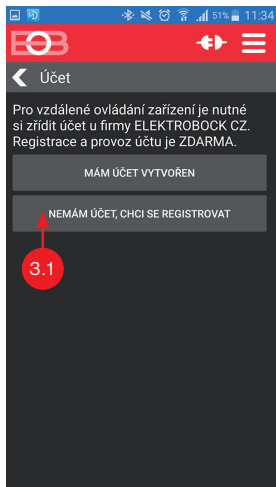 51% 11:34
EOB
Účet
Pro vzdálené ovládání zařízení je nutné
si zřídit účet u firmy ELEKTROBOCK CZ.
Registrace a provoz účtu je ZDARMA.
MÁM ÚČET VYTVOŘEN
NEMÁM ÚČET, CHCI SE REGISTROVAT
3.1